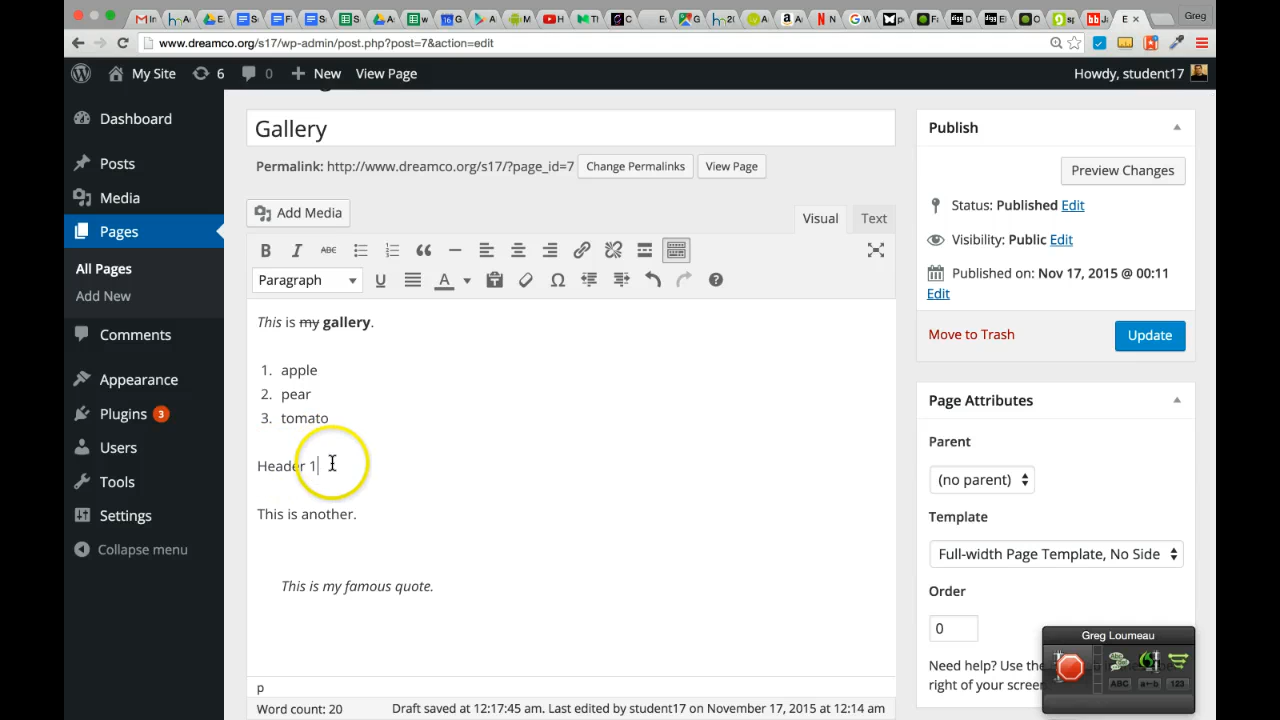 Greg
www.dreamco.org/s17/wp-admin/post.php?post=7&action=edit
My Site 6 0 New View Page Howdy, student17
Dashboard
Posts
Media
Pages
All Pages
Add New
Comments
Appearance
Plugins 3
Users
Tools
Settings
Collapse menu
Gallery
Permalink: http://www.dreamco.org/s17/?page_id=7 Change Permalinks View Page
Add Media
Visual Text
B I ABC
Paragraph U A Ω
This is my gallery.
1. apple
2. pear
3. tomato
Header 1
This is another.
This is my famous quote.
p
Word count: 20 Draft saved at 12:17:45 am. Last edited by student17 on November 17, 2015 at 12:14 am
Publish
Preview Changes
Status: Published Edit
Visibility: Public Edit
Published on: Nov 17, 2015 @ 00:11
Edit
Move to Trash Update
Page Attributes
Parent
(no parent)
Template
Full-width Page Template, No Side
Order
0
Need help? Use the
right of your screen
Greg Loumeau
ABC a-b 123